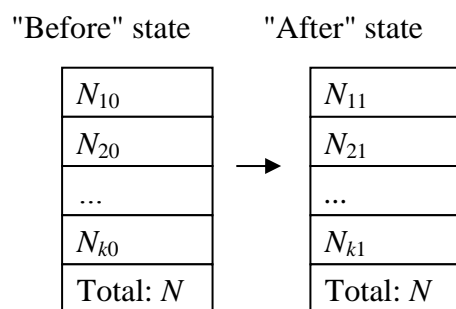 "Before" state "After" state
N₁₀ N₁₁
N₂₀ N₂₁
... ...
Nₖ₀ Nₖ₁
Total: N Total: N